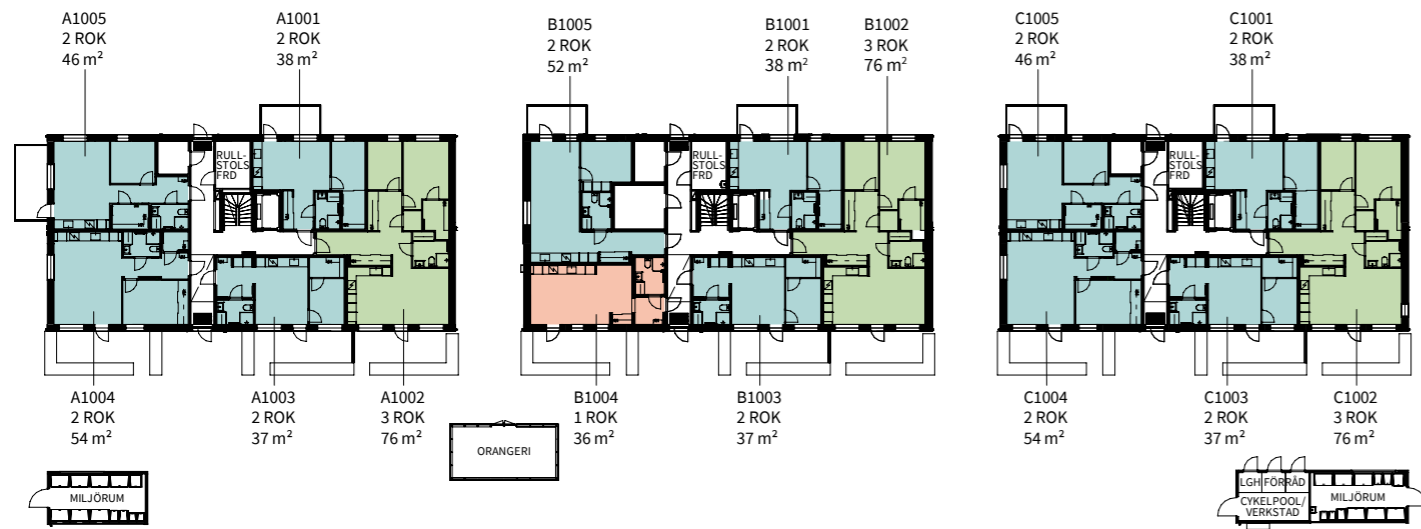 A1005
2 ROK
46 m²
A1001
2 ROK
38 m²
B1005
2 ROK
52 m²
B1001
2 ROK
38 m²
B1002
3 ROK
76 m²
C1005
2 ROK
46 m²
C1001
2 ROK
38 m²
RULL-
STOLS
FRD
RULL-
STOLS
FRD
RULL-
STOLS
FRD
A1004
2 ROK
54 m²
A1003
2 ROK
37 m²
A1002
3 ROK
76 m²
B1004
1 ROK
36 m²
B1003
2 ROK
37 m²
C1004
2 ROK
54 m²
C1003
2 ROK
37 m²
C1002
3 ROK
76 m²
ORANGERI
MILJÖRUM
LGH FÖRRÅD
CYKELPOOL/
VERKSTAD
MILJÖRUM